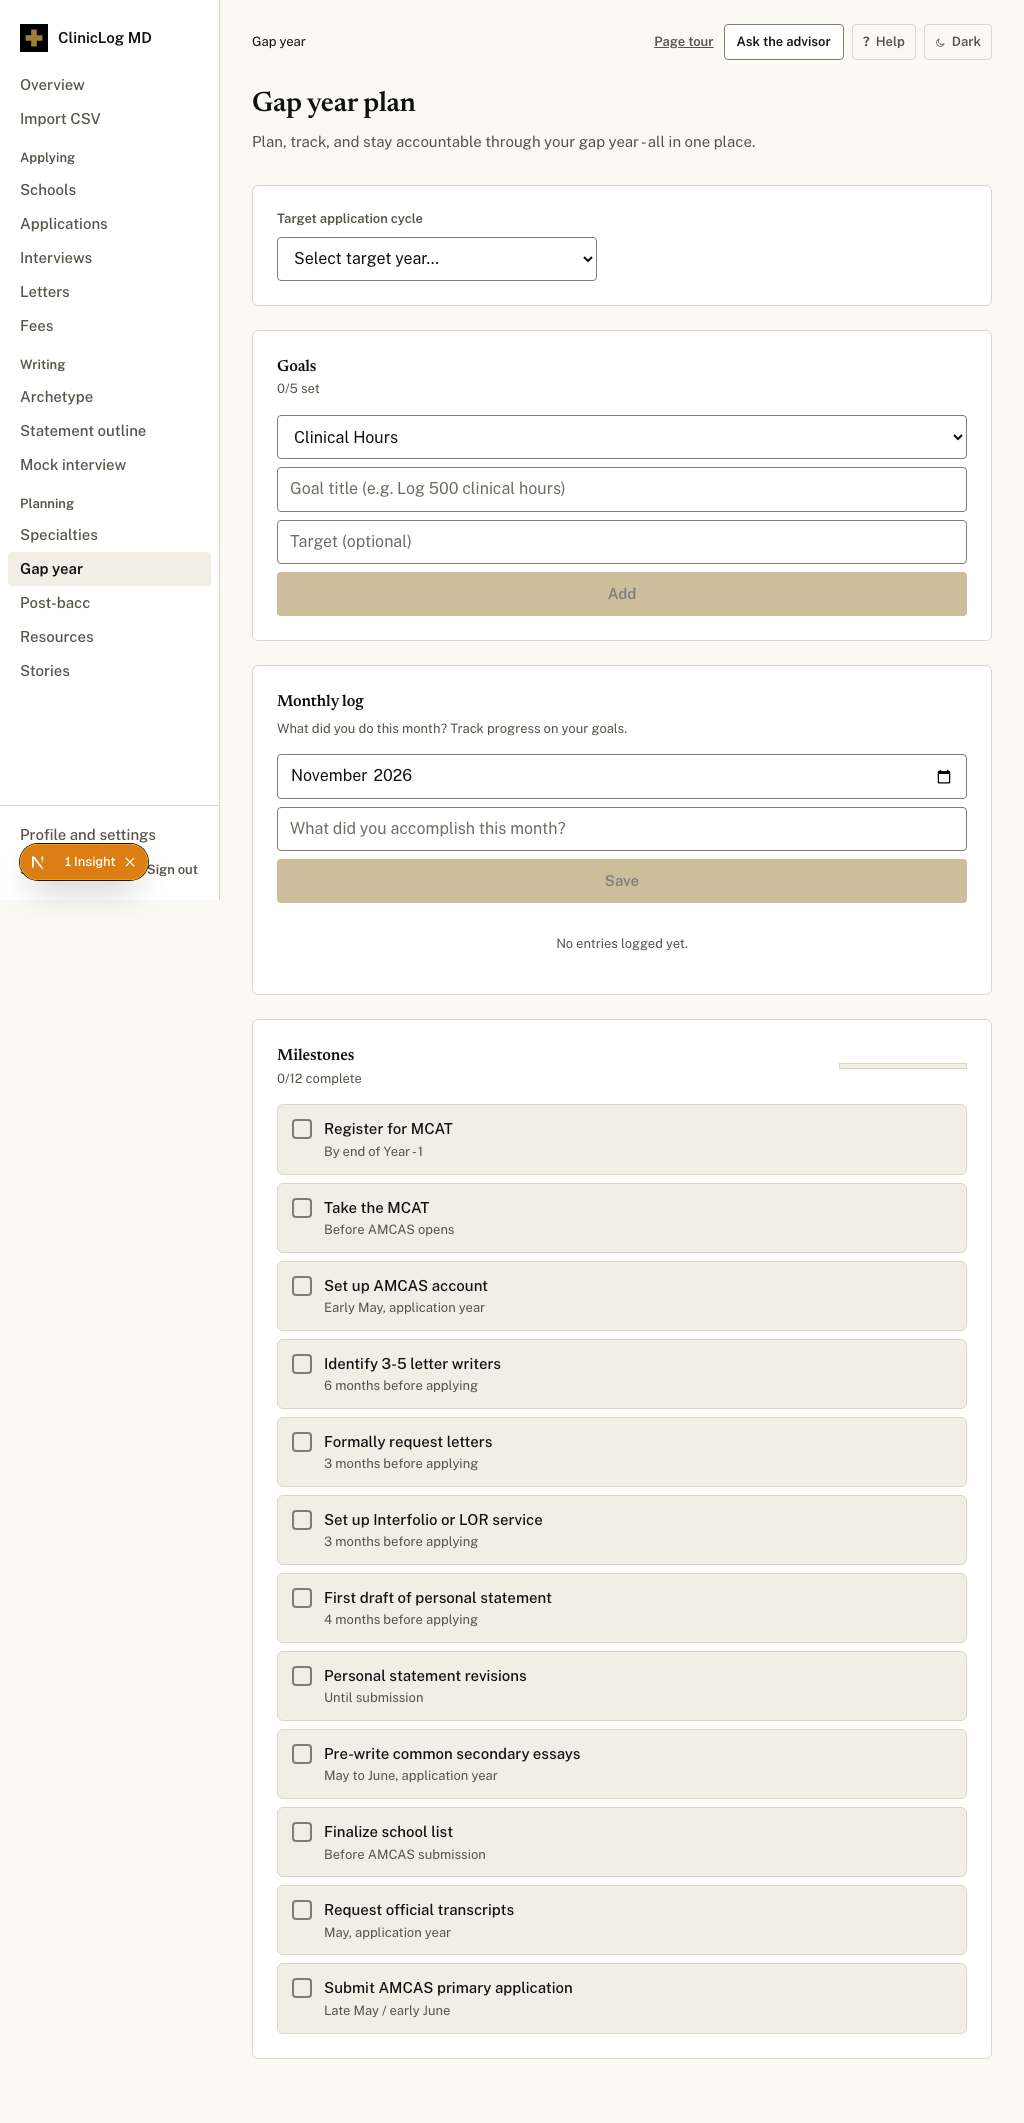 ClinicLog MD
Overview
Import CSV
Applying
Schools
Applications
Interviews
Letters
Fees
Writing
Archetype
Statement outline
Mock interview
Planning
Specialties
Gap year
Post-bacc
Resources
Stories
Profile and settings
1 Insight
Sign out
Gap year
Page tour
Ask the advisor
? Help
Dark
Gap year plan
Plan, track, and stay accountable through your gap year - all in one place.
Target application cycle
Select target year...
Goals
0/5 set
Clinical Hours
Goal title (e.g. Log 500 clinical hours)
Target (optional)
Add
Monthly log
What did you do this month? Track progress on your goals.
November 2026
What did you accomplish this month?
Save
No entries logged yet.
Milestones
0/12 complete
Register for MCAT
By end of Year - 1
Take the MCAT
Before AMCAS opens
Set up AMCAS account
Early May, application year
Identify 3-5 letter writers
6 months before applying
Formally request letters
3 months before applying
Set up Interfolio or LOR service
3 months before applying
First draft of personal statement
4 months before applying
Personal statement revisions
Until submission
Pre-write common secondary essays
May to June, application year
Finalize school list
Before AMCAS submission
Request official transcripts
May, application year
Submit AMCAS primary application
Late May / early June